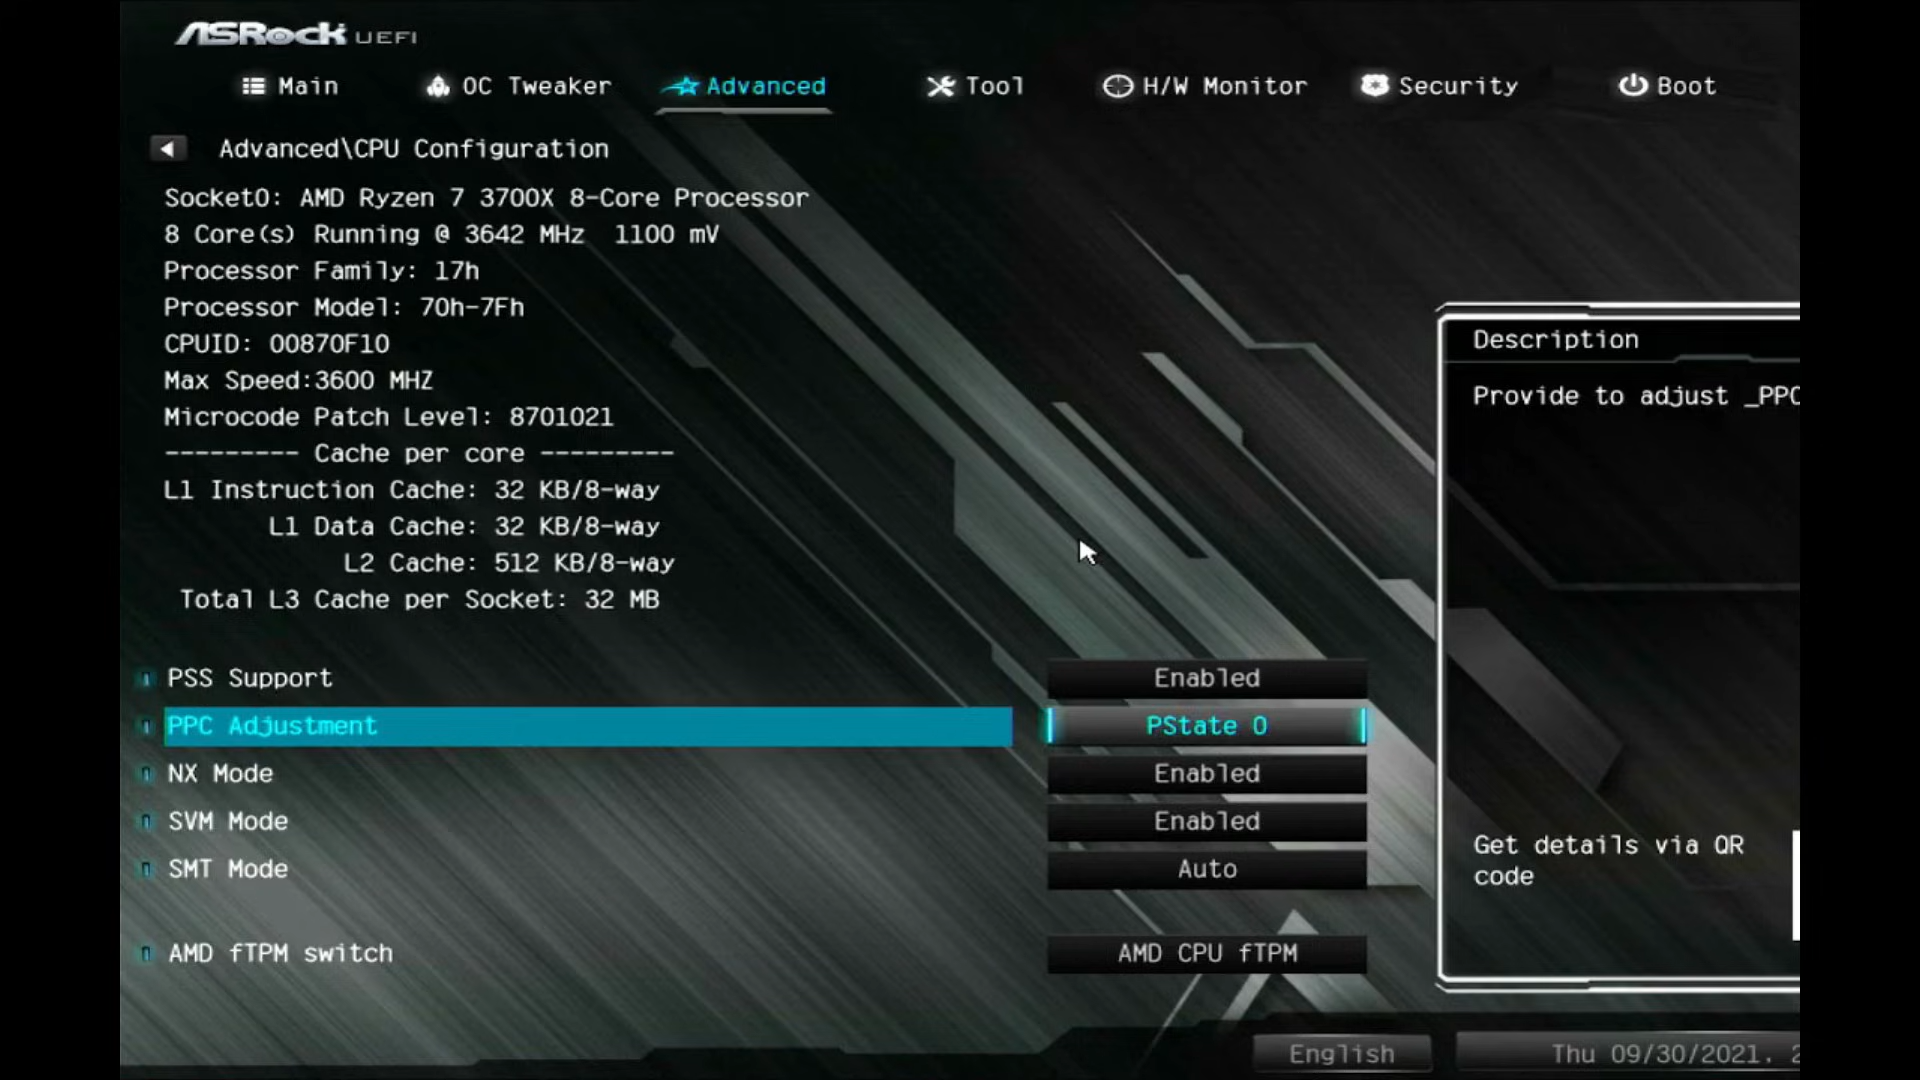 ASRock UEFI
Main OC Tweaker Advanced Tool H/W Monitor Security Boot
Advanced\CPU Configuration
Socket0: AMD Ryzen 7 3700X 8-Core Processor
8 Core(s) Running @ 3642 MHz 1100 mV
Processor Family: 17h
Processor Model: 70h-7Fh
CPUID: 00870F10
Max Speed:3600 MHZ
Microcode Patch Level: 8701021
--------- Cache per core ---------
L1 Instruction Cache: 32 KB/8-way
L1 Data Cache: 32 KB/8-way
L2 Cache: 512 KB/8-way
Total L3 Cache per Socket: 32 MB
PSS Support Enabled
PPC Adjustment PState 0
NX Mode Enabled
SVM Mode Enabled
SMT Mode Auto
AMD fTPM switch AMD CPU fTPM
Description
Provide to adjust _PPC
Get details via QR
code
English Thu 09/30/2021.